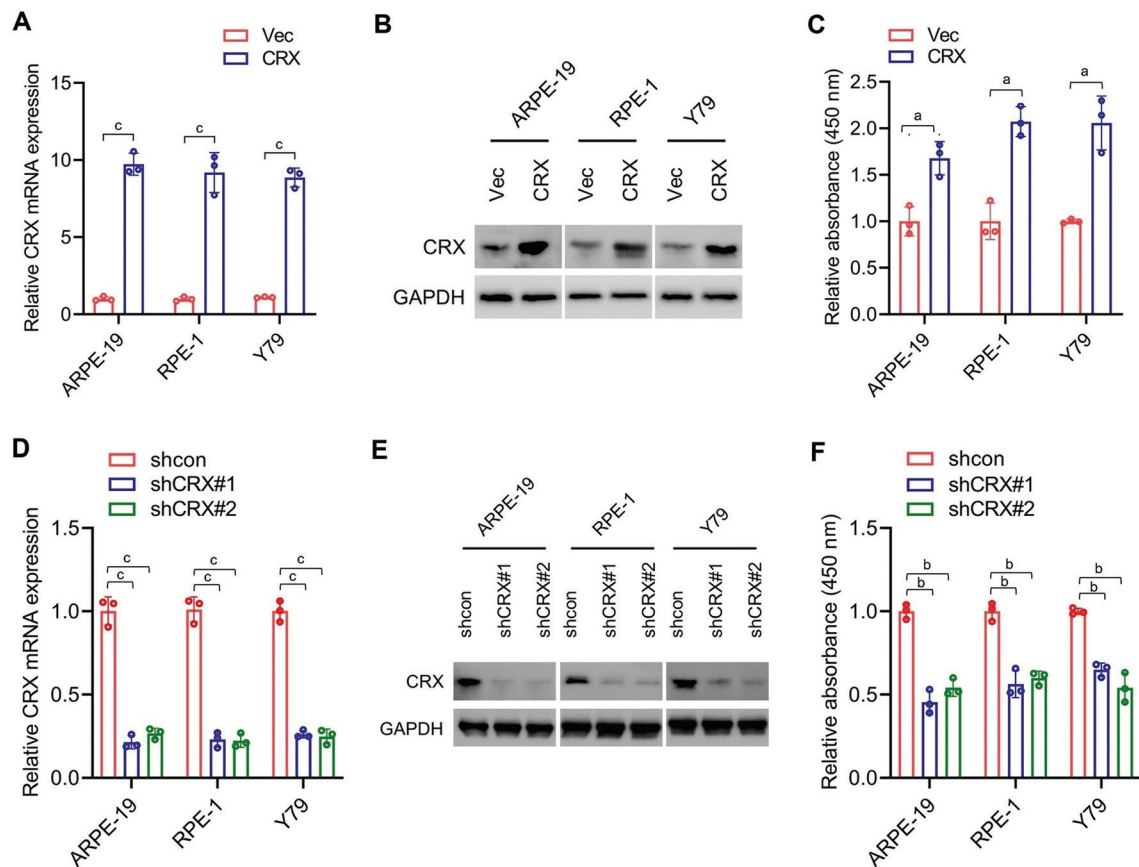 A
Vec
CRX
Relative CRX mRNA expression
15
10
5
0
c
c
c
ARPE-19
RPE-1
Y79
B
ARPE-19
RPE-1
Y79
Vec
CRX
Vec
CRX
Vec
CRX
CRX
GAPDH
C
Vec
CRX
Relative absorbance (450 nm)
2.5
2.0
1.5
1.0
0.5
0.0
a
a
a
ARPE-19
RPE-1
Y79
D
shcon
shCRX#1
shCRX#2
Relative CRX mRNA expression
1.5
1.0
0.5
0.0
c
c
c
c
c
c
ARPE-19
RPE-1
Y79
E
ARPE-19
RPE-1
Y79
shcon
shCRX#1
shCRX#2
shcon
shCRX#1
shCRX#2
shcon
shCRX#1
shCRX#2
CRX
GAPDH
F
shcon
shCRX#1
shCRX#2
Relative absorbance (450 nm)
1.5
1.0
0.5
0.0
b
b
b
b
b
b
ARPE-19
RPE-1
Y79